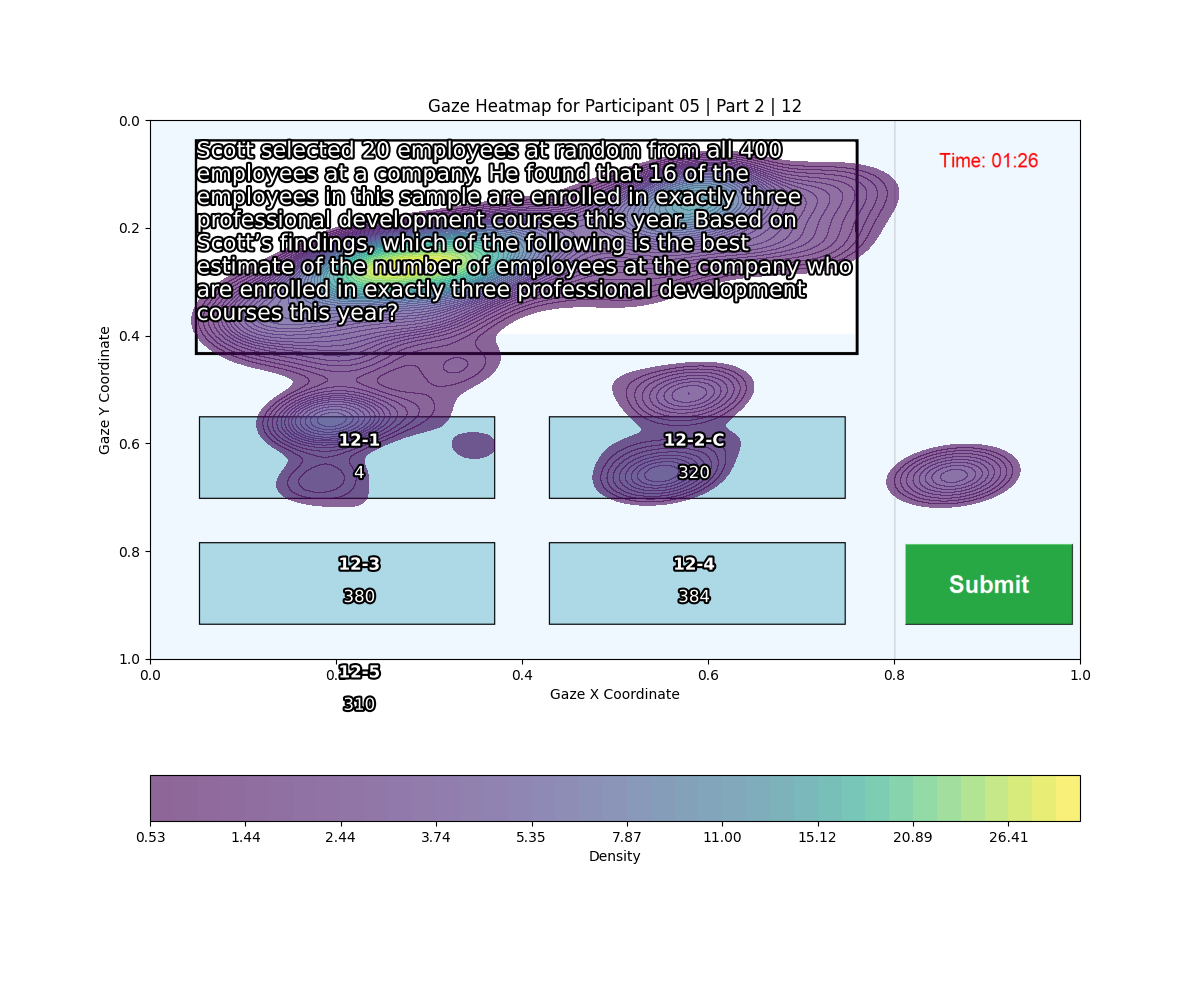 Gaze Heatmap for Participant 05 | Part 2 | 12
Scott selected 20 employees at random from all 400
employees at a company. He found that 16 of the
employees in this sample are enrolled in exactly three
professional development courses this year. Based on
Scott’s findings, which of the following is the best
estimate of the number of employees at the company who
are enrolled in exactly three professional development
courses this year?
Time: 01:26
12-1
4
12-2-C
320
12-3
380
12-4
384
Submit
12-5
310
0.0
0.2
0.4
0.6
0.8
1.0
Gaze Y Coordinate
0.0 0.4 0.6 0.8 1.0
Gaze X Coordinate
0.53 1.44 2.44 3.74 5.35 7.87 11.00 15.12 20.89 26.41
Density